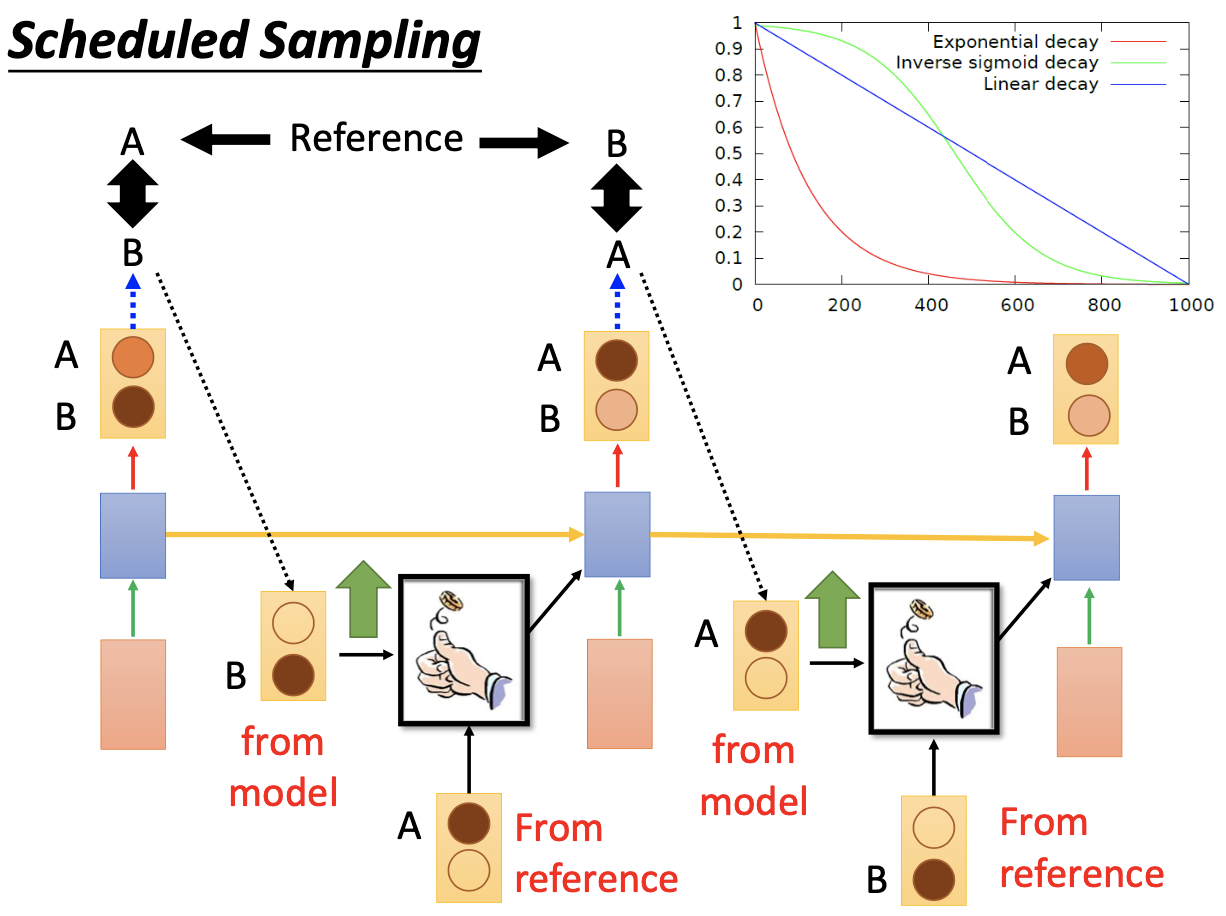 Scheduled Sampling
1
0.9
0.8
0.7
0.6
0.5
0.4
0.3
0.2
0.1
0
0
200
400
600
800
1000
Exponential decay
Inverse sigmoid decay
Linear decay
A
Reference
B
B
A
A
B
A
B
A
B
B
from
model
A
From
reference
A
from
model
B
From
reference